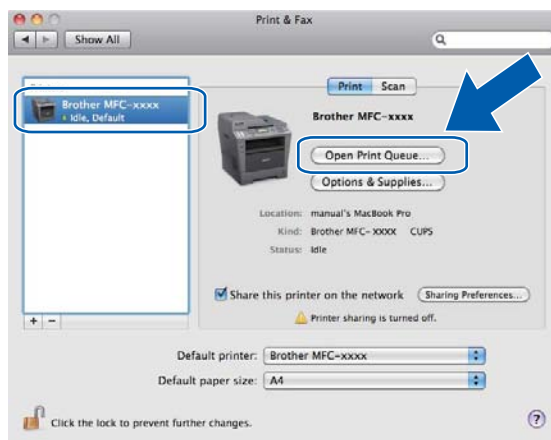 Print & Fax
Show All
Print Scan
Brother MFC-xxxx
Idle, Default
Brother MFC-xxxx
Open Print Queue...
Options & Supplies...
Location: manual's MacBook Pro
Kind: Brother MFC-XXXX CUPS
Status: Idle
Share this printer on the network Sharing Preferences...
Printer sharing is turned off.
+ −
Default printer: Brother MFC-xxxx
Default paper size: A4
Click the lock to prevent further changes. ?